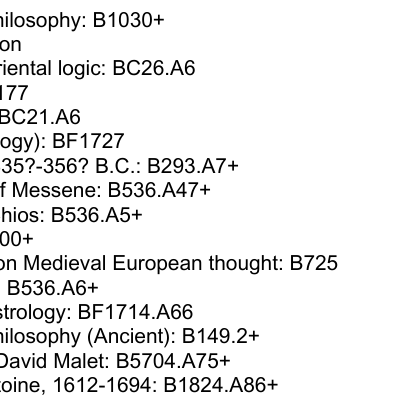 hilosophy: B1030+
on
riental logic: BC26.A6
177
BC21.A6
ogy): BF1727
35?-356? B.C.: B293.A7+
f Messene: B536.A47+
hios: B536.A5+
00+
on Medieval European thought: B725
B536.A6+
strology: BF1714.A66
hilosophy (Ancient): B149.2+
David Malet: B5704.A75+
toine, 1612-1694: B1824.A86+